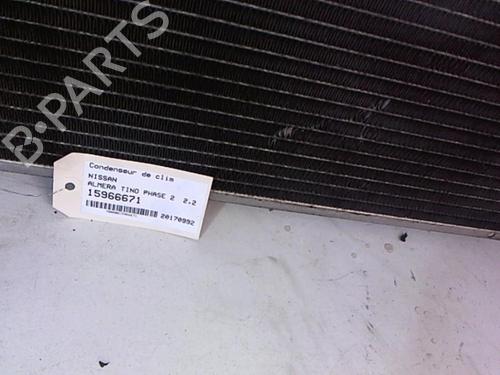 B-PARTS
Condenseur de clim
NISSAN
ALMERA TINO PHASE 2 2.2
15966671
20170992